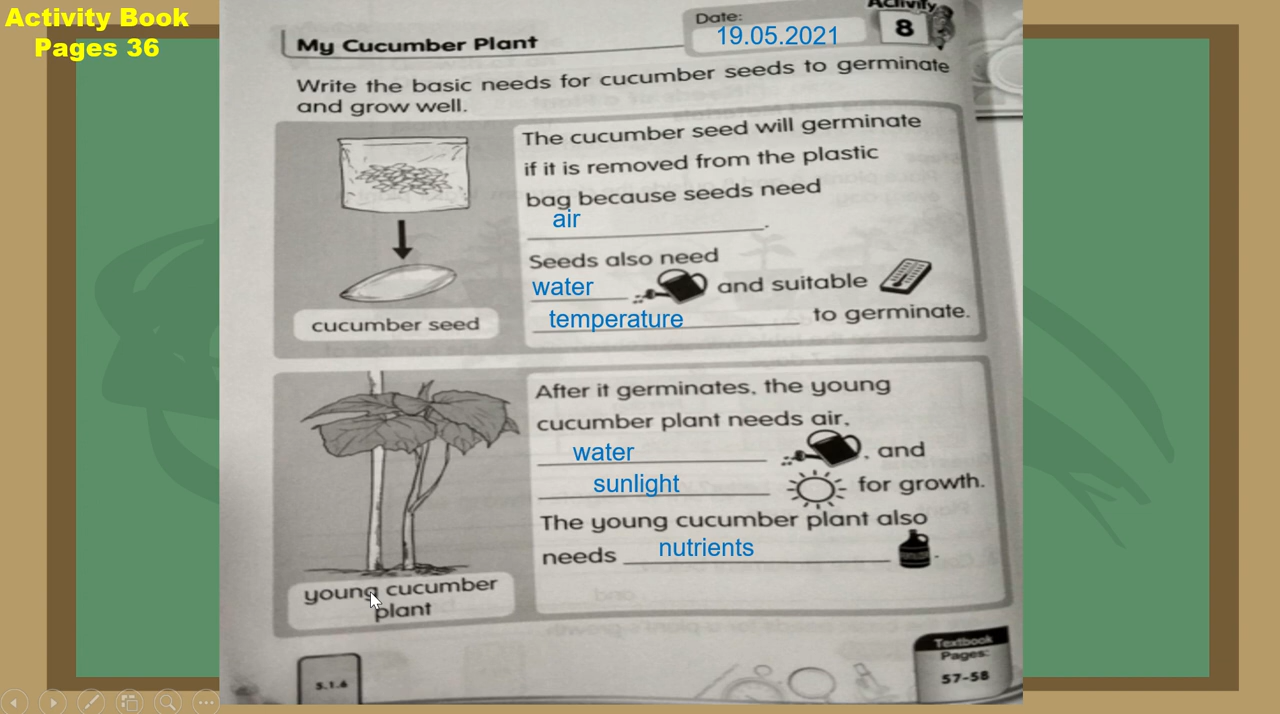 Activity Book
Pages 36
Activity
8
Date:
19.05.2021
My Cucumber Plant
Write the basic needs for cucumber seeds to germinate
and grow well.
The cucumber seed will germinate
if it is removed from the plastic
bag because seeds need
air .
Seeds also need
water and suitable
temperature to germinate.
cucumber seed
After it germinates, the young
cucumber plant needs air,
water , and
sunlight for growth.
The young cucumber plant also
needs nutrients .
young cucumber
plant
5.1.6
Textbook
Pages:
57-58